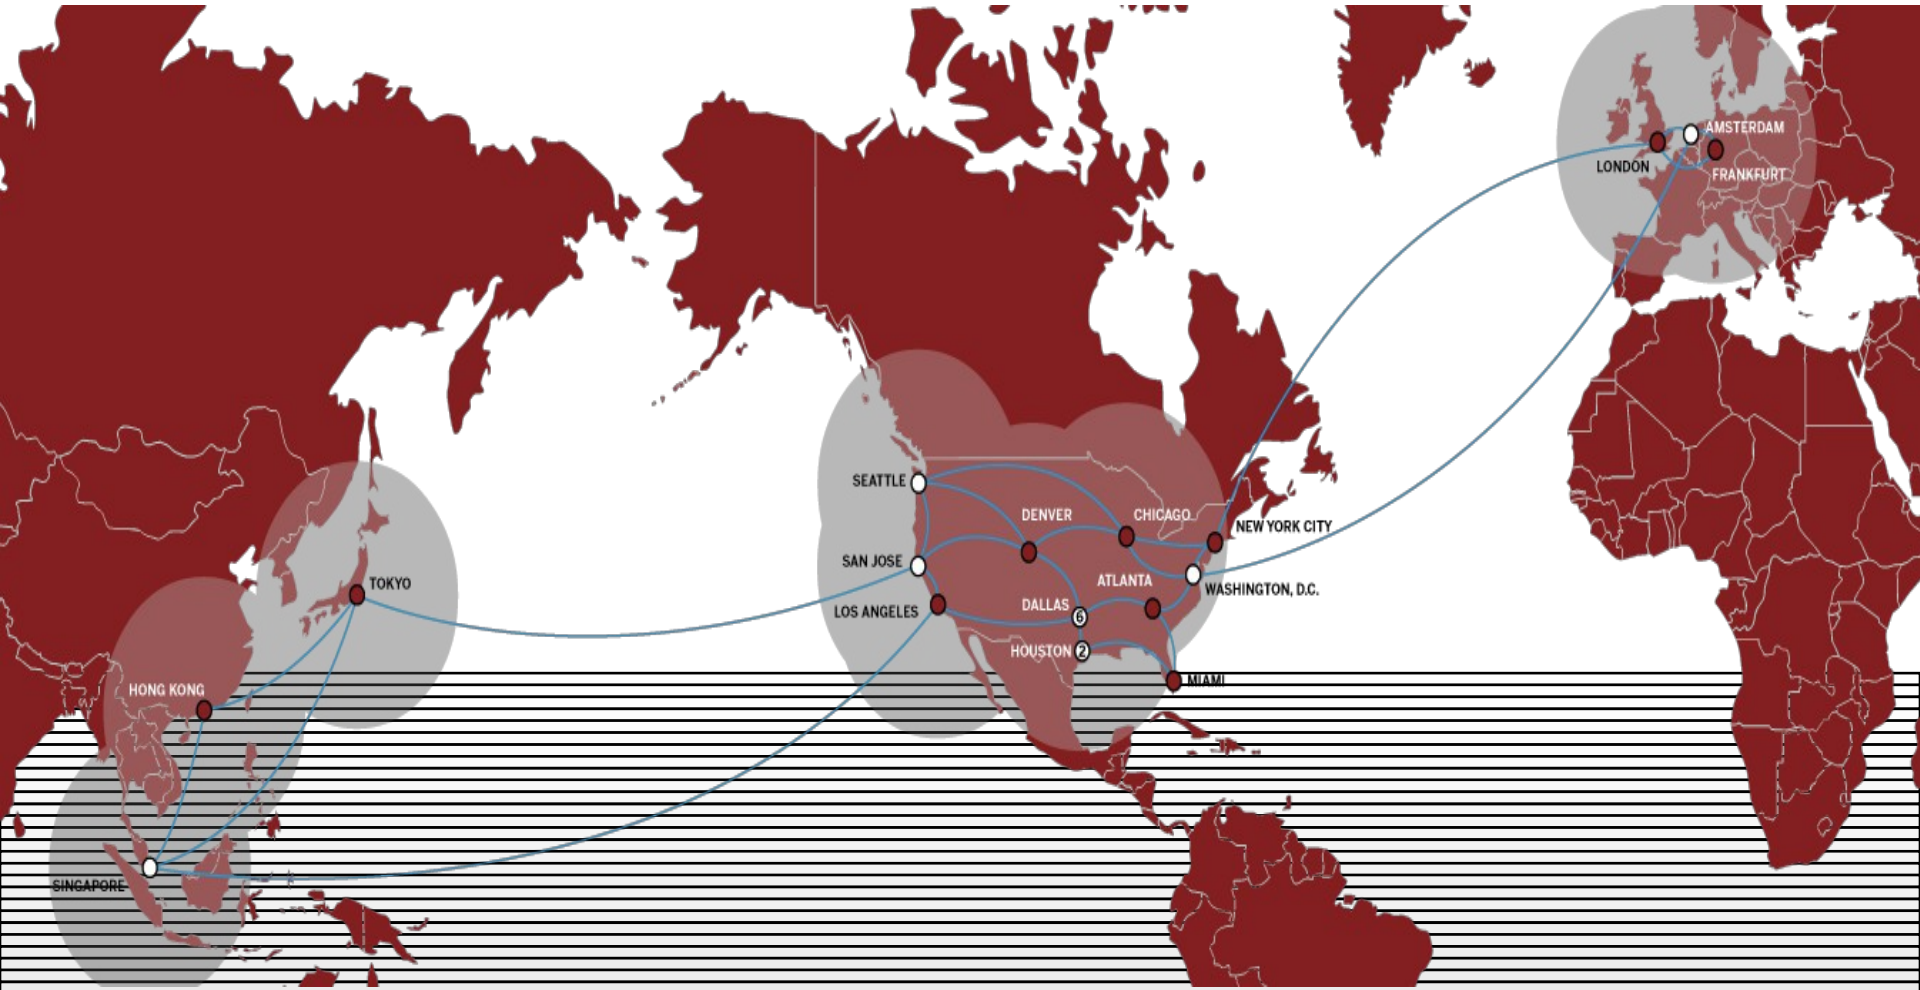 AMSTERDAM
LONDON
FRANKFURT
SEATTLE
DENVER
CHICAGO
NEW YORK CITY
SAN JOSE
TOKYO
ATLANTA
WASHINGTON, D.C.
LOS ANGELES
DALLAS
6
HOUSTON
2
MIAMI
HONG KONG
SINGAPORE